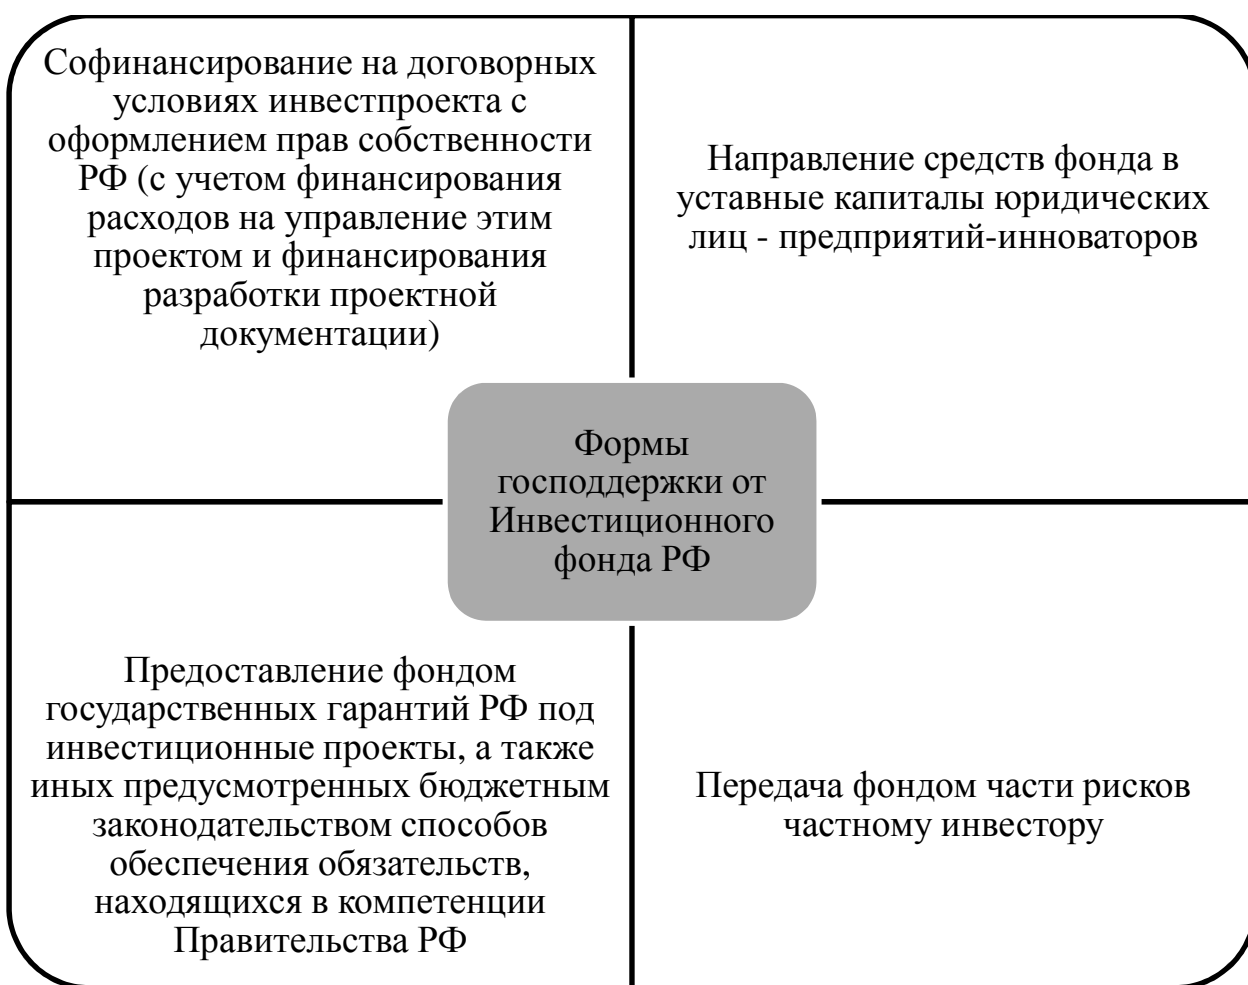 Софинансирование на договорных
условиях инвестпроекта с
оформлением прав собственности
РФ (с учетом финансирования
расходов на управление этим
проектом и финансирования
разработки проектной
документации)
Направление средств фонда в
уставные капиталы юридических
лиц - предприятий-инноваторов
Формы
господдержки от
Инвестиционного
фонда РФ
Предоставление фондом
государственных гарантий РФ под
инвестиционные проекты, а также
иных предусмотренных бюджетным
законодательством способов
обеспечения обязательств,
находящихся в компетенции
Правительства РФ
Передача фондом части рисков
частному инвестору